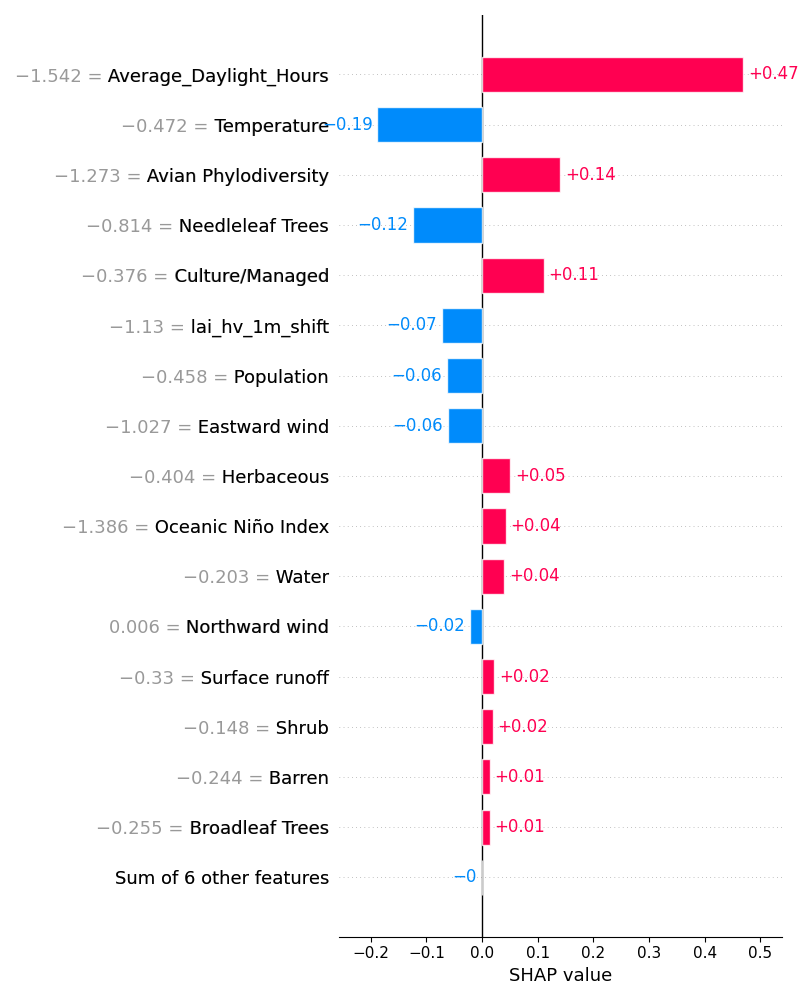 −1.542 = Average_Daylight_Hours +0.47
−0.472 = Temperature −0.19
−1.273 = Avian Phylodiversity +0.14
−0.814 = Needleleaf Trees −0.12
−0.376 = Culture/Managed +0.11
−1.13 = lai_hv_1m_shift −0.07
−0.458 = Population −0.06
−1.027 = Eastward wind −0.06
−0.404 = Herbaceous +0.05
−1.386 = Oceanic Niño Index +0.04
−0.203 = Water +0.04
0.006 = Northward wind −0.02
−0.33 = Surface runoff +0.02
−0.148 = Shrub +0.02
−0.244 = Barren +0.01
−0.255 = Broadleaf Trees +0.01
Sum of 6 other features −0
−0.2 −0.1 0.0 0.1 0.2 0.3 0.4 0.5
SHAP value